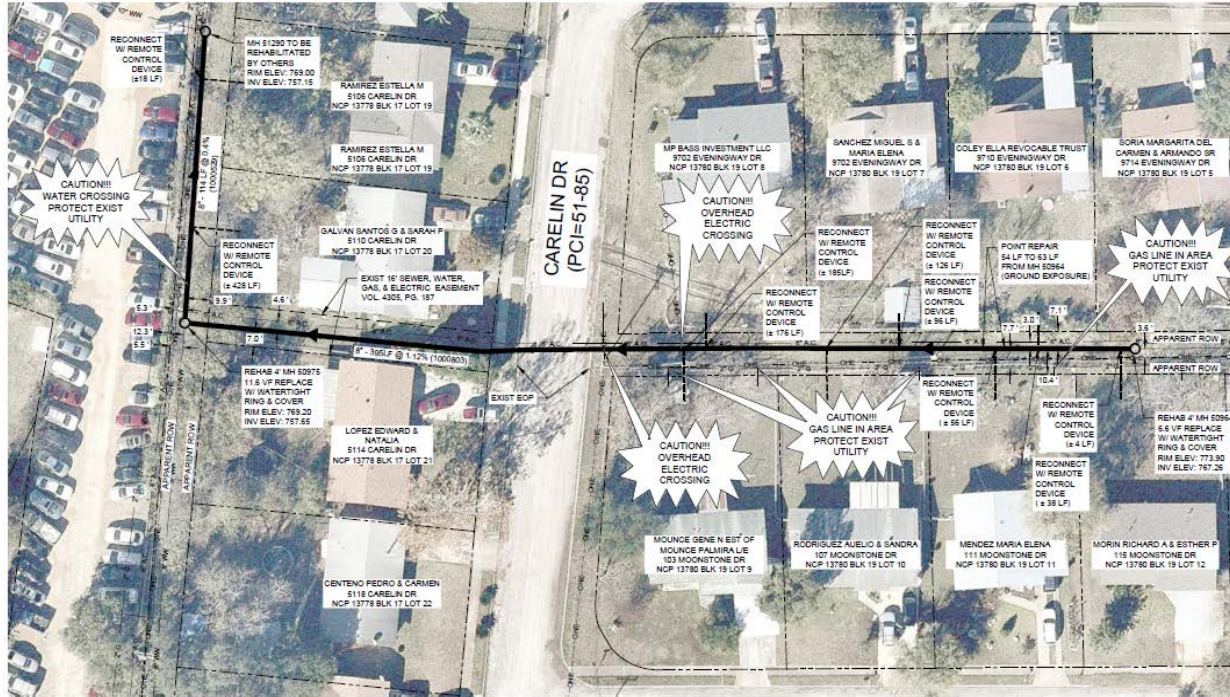 10" WW
RECONNECT
W/ REMOTE
CONTROL
DEVICE
(±18 LF)
MH 51290 TO BE
REHABILITATED
BY OTHERS
RIM ELEV: 769.00
INV ELEV: 757.15
RAMIREZ ESTELLA M
5106 CARELIN DR
NCP 13778 BLK 17 LOT 19
RAMIREZ ESTELLA M
5106 CARELIN DR
NCP 13778 BLK 17 LOT 19
8" - 114 LF @ 0.4%
(1000529)
CAUTION!!!
WATER CROSSING
PROTECT EXIST
UTILITY
RECONNECT
W/ REMOTE
CONTROL
DEVICE
(± 428 LF)
GALVAN SANTOS G & SARAH P
5110 CARELIN DR
NCP 13778 BLK 17 LOT 20
EXIST 16' SEWER, WATER,
GAS, & ELECTRIC EASEMENT
VOL. 4305, PG. 187
5.3'
12.3'
5.5'
9.9'
4.6'
7.0'
8" - 395LF @ 1.12% (1000803)
REHAB 4' MH 50975
11.6 VF REPLACE
W/ WATERTIGHT
RING & COVER
RIM ELEV: 769.20
INV ELEV: 757.65
APPARENT ROW
APPARENT ROW
LOPEZ EDWARD &
NATALIA
5114 CARELIN DR
NCP 13778 BLK 17 LOT 21
CENTENO PEDRO & CARMEN
5118 CARELIN DR
NCP 13778 BLK 17 LOT 22
EXIST EOP
CARELIN DR
(PCI=51-85)
MP BASS INVESTMENT LLC
9702 EVENINGWAY DR
NCP 13780 BLK 19 LOT 8
SANCHEZ MIGUEL S &
MARIA ELENA
9702 EVENINGWAY DR
NCP 13780 BLK 19 LOT 7
COLEY ELLA REVOCABLE TRUST
9710 EVENINGWAY DR
NCP 13780 BLK 19 LOT 6
SORIA MARGARITA DEL
CARMEN & ARMANDO SR
9714 EVENINGWAY DR
NCP 13780 BLK 19 LOT 5
CAUTION!!!
OVERHEAD
ELECTRIC
CROSSING
RECONNECT
W/ REMOTE
CONTROL
DEVICE
(± 185LF)
RECONNECT
W/ REMOTE
CONTROL
DEVICE
(± 176 LF)
RECONNECT
W/ REMOTE
CONTROL
DEVICE
(± 126 LF)
RECONNECT
W/ REMOTE
CONTROL
DEVICE
(± 96 LF)
POINT REPAIR
54 LF TO 63 LF
FROM MH 50964
(GROUND EXPOSURE)
CAUTION!!!
GAS LINE IN AREA
PROTECT EXIST
UTILITY
7.7'
3.0'
7.1'
3.6'
10.4'
APPARENT ROW
APPARENT ROW
CAUTION!!!
OVERHEAD
ELECTRIC
CROSSING
CAUTION!!!
GAS LINE IN AREA
PROTECT EXIST
UTILITY
RECONNECT
W/ REMOTE
CONTROL
DEVICE
(± 56 LF)
RECONNECT
W/ REMOTE
CONTROL
DEVICE
(± 4 LF)
RECONNECT
W/ REMOTE
CONTROL
DEVICE
(± 38 LF)
REHAB 4' MH 5096
6.6 VF REPLACE
W/ WATERTIGHT
RING & COVER
RIM ELEV: 773.90
INV ELEV: 767.26
MOUNCE GENE N EST OF
MOUNCE PALMIRA L/E
103 MOONSTONE DR
NCP 13780 BLK 19 LOT 9
RODRIGUEZ AUELIO & SANDRA
107 MOONSTONE DR
NCP 13780 BLK 19 LOT 10
MENDEZ MARIA ELENA
111 MOONSTONE DR
NCP 13780 BLK 19 LOT 11
MORIN RICHARD A & ESTHER P
115 MOONSTONE DR
NCP 13780 BLK 19 LOT 12